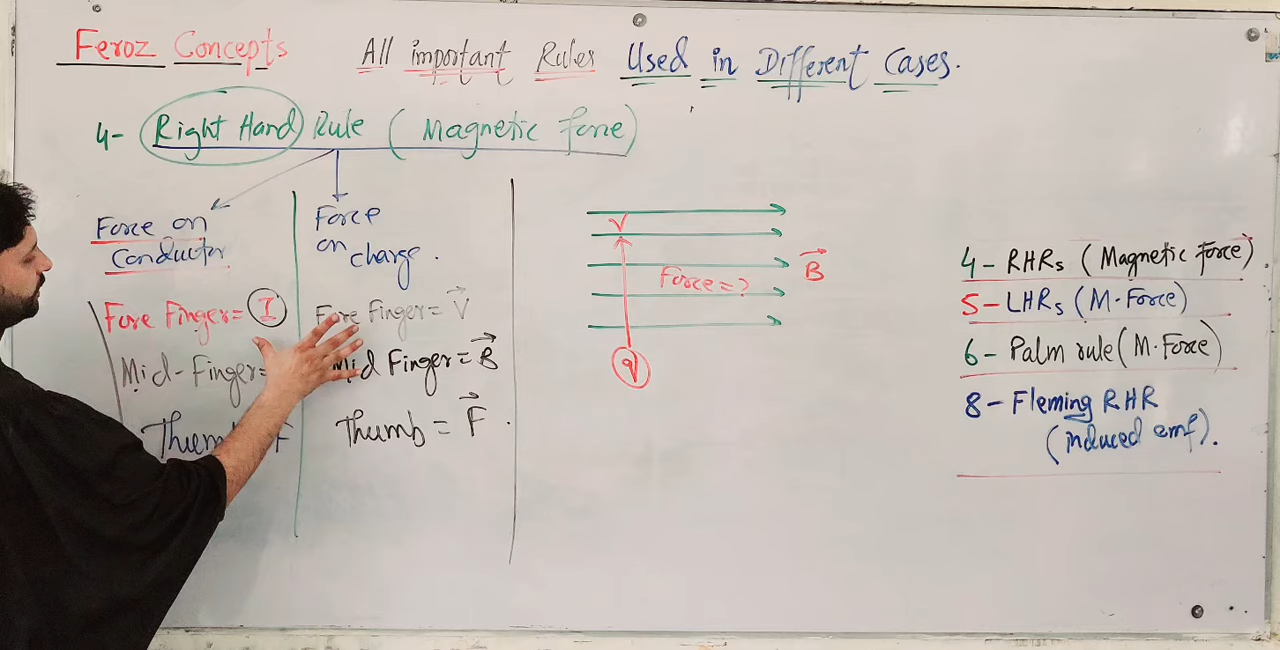 Feroz Concepts
All important Rules Used in Different Cases.
4- Right Hand Rule (Magnetic force)
Force on
Conductor
Fore Finger= I
Mid-Finger=
Thumb F
Force
on
charge.
Fore Finger= V
Mid Finger= B
Thumb = F.
V
Force=?
B
q
4- RHRs (Magnetic Force)
5- LHRs (M-Force)
6- Palm rule (M.Force)
8- Fleming RHR
(induced emf).